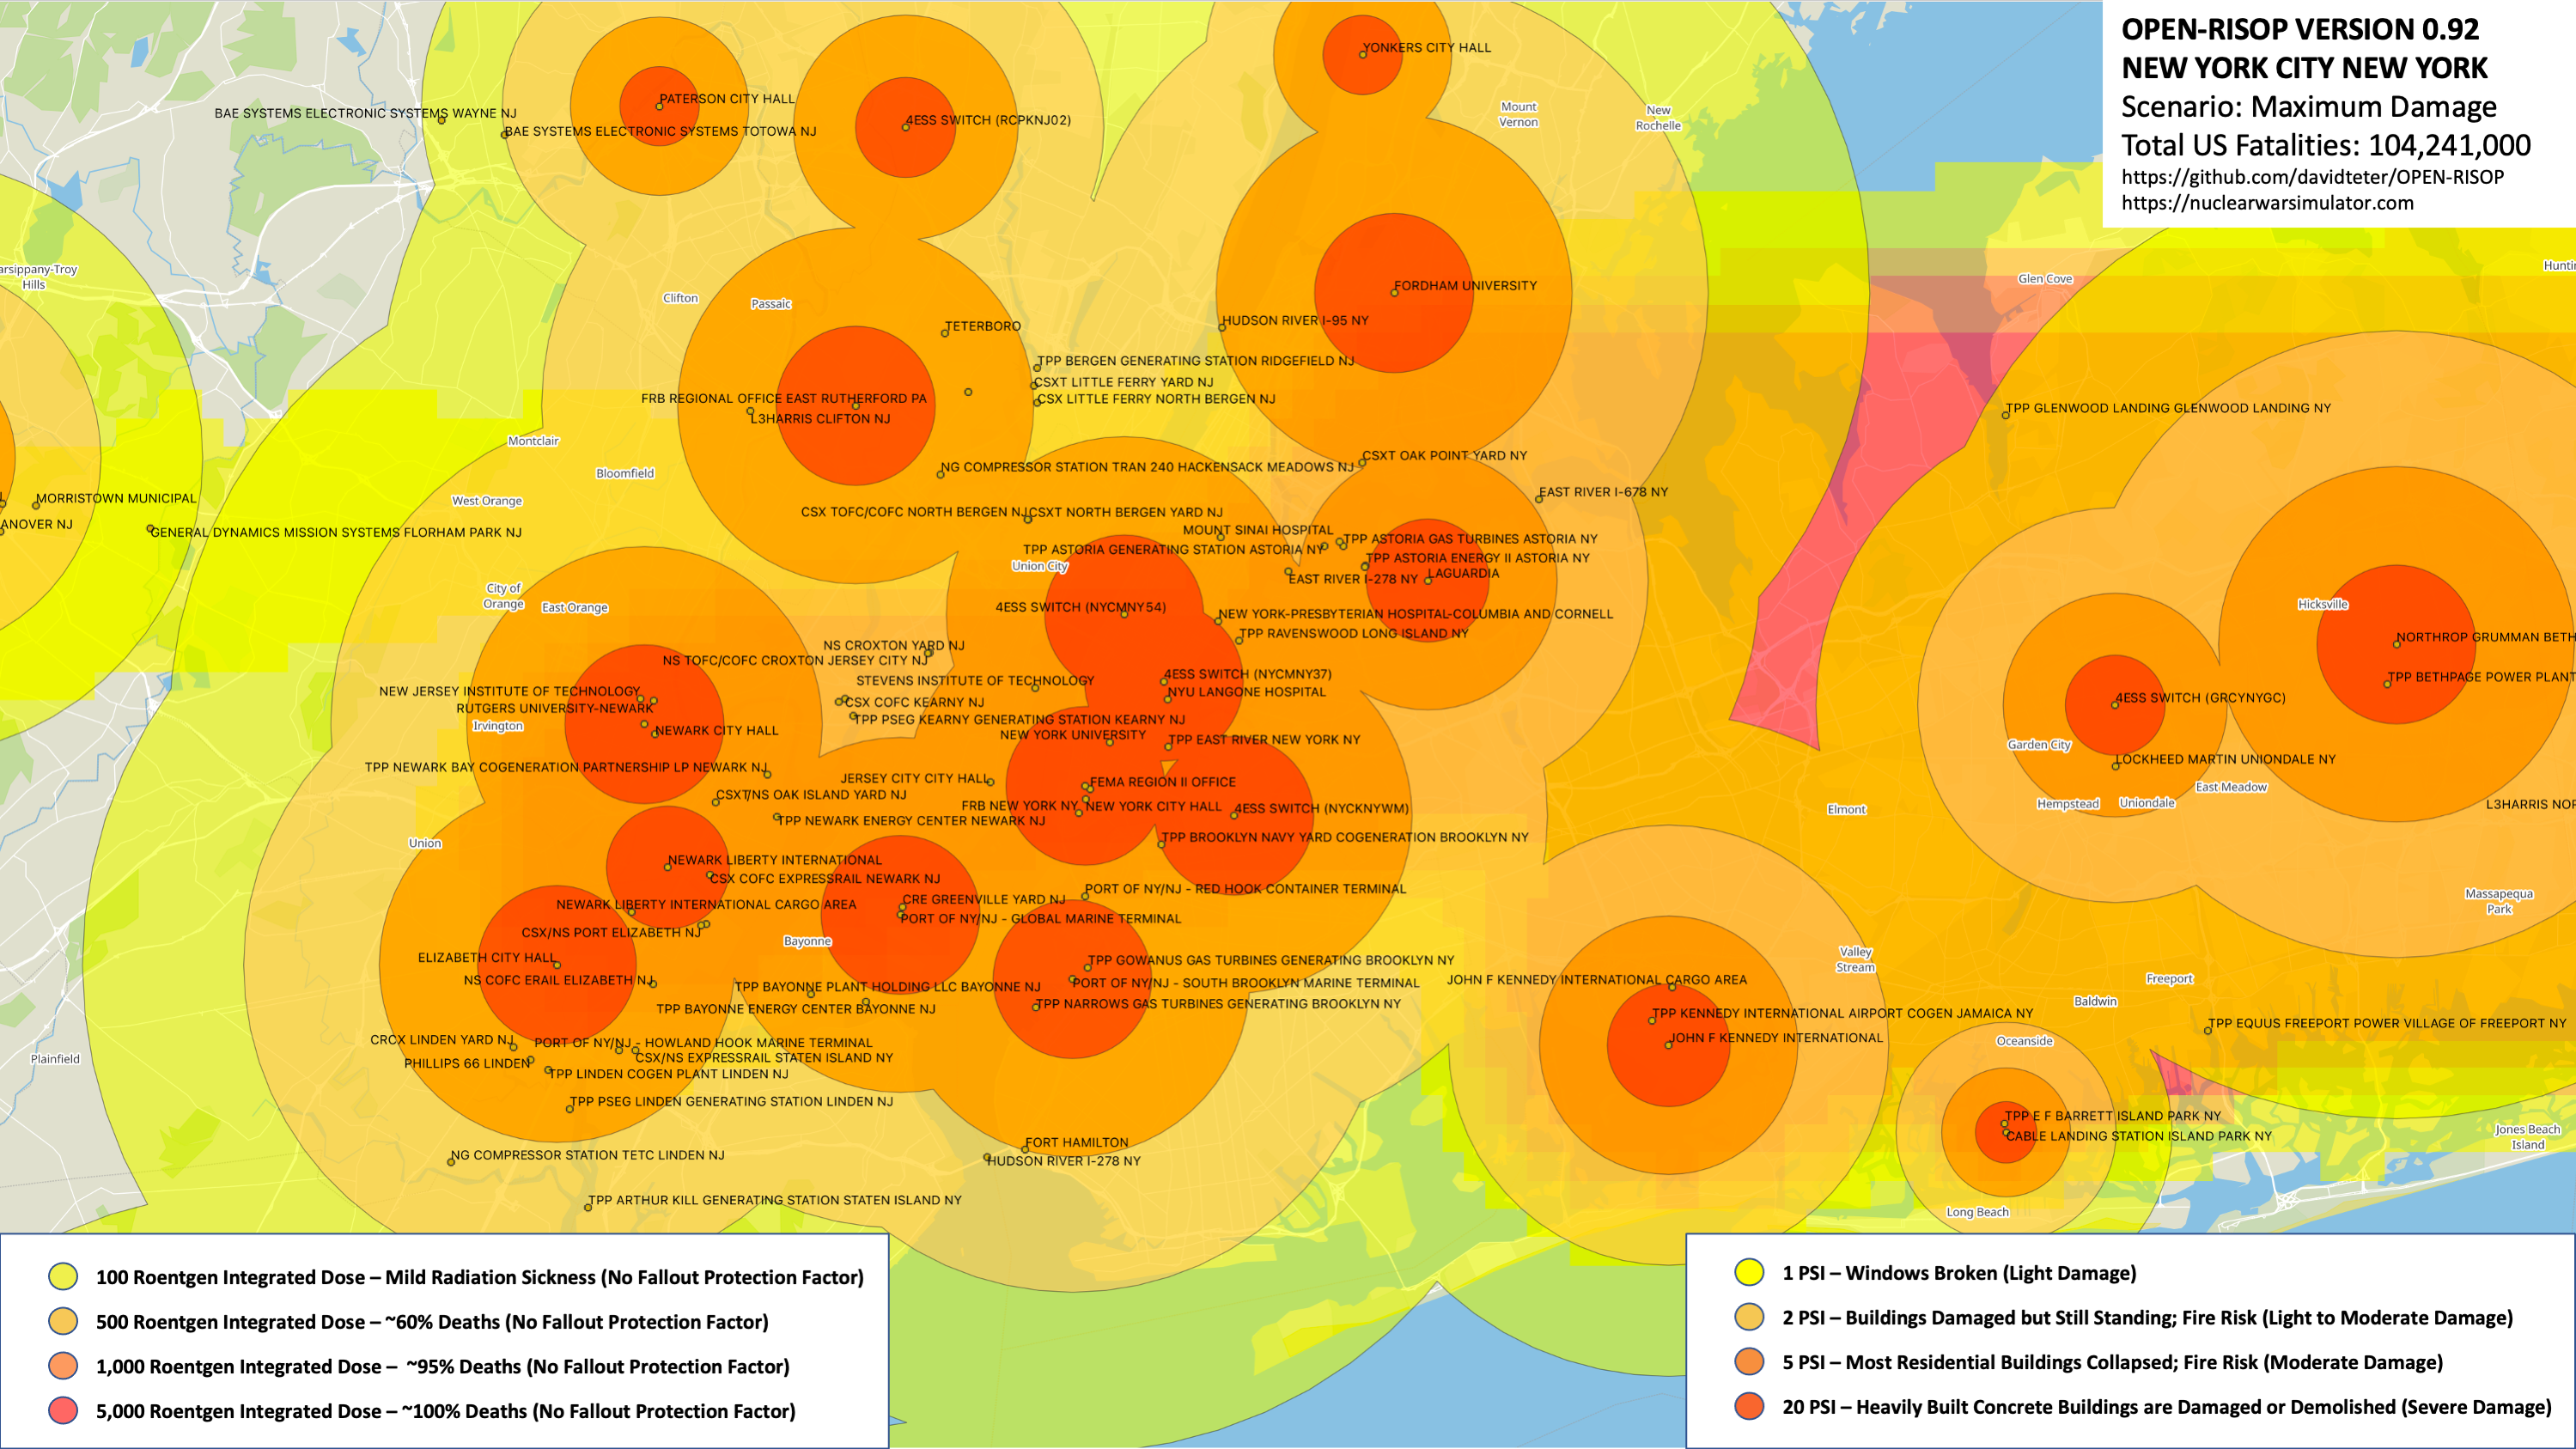 OPEN-RISOP VERSION 0.92
NEW YORK CITY NEW YORK
Scenario: Maximum Damage
Total US Fatalities: 104,241,000
https://github.com/davidteter/OPEN-RISOP
https://nuclearwarsimulator.com
YONKERS CITY HALL
PATERSON CITY HALL
Mount
Vernon
New
Rochelle
BAE SYSTEMS ELECTRONIC SYSTEMS WAYNE NJ
4ESS SWITCH (RCPKNJ02)
BAE SYSTEMS ELECTRONIC SYSTEMS TOTOWA NJ
arsippany-Troy
Hills
Huntin
Glen Cove
FORDHAM UNIVERSITY
Clifton
Passaic
HUDSON RIVER I-95 NY
TETERBORO
TPP BERGEN GENERATING STATION RIDGEFIELD NJ
CSXT LITTLE FERRY YARD NJ
FRB REGIONAL OFFICE EAST RUTHERFORD PA
CSX LITTLE FERRY NORTH BERGEN NJ
TPP GLENWOOD LANDING GLENWOOD LANDING NY
L3HARRIS CLIFTON NJ
Montclair
CSXT OAK POINT YARD NY
NG COMPRESSOR STATION TRAN 240 HACKENSACK MEADOWS NJ
Bloomfield
EAST RIVER I-678 NY
MORRISTOWN MUNICIPAL
West Orange
CSX TOFC/COFC NORTH BERGEN NJ
CSXT NORTH BERGEN YARD NJ
ANOVER NJ
GENERAL DYNAMICS MISSION SYSTEMS FLORHAM PARK NJ
MOUNT SINAI HOSPITAL
TPP ASTORIA GAS TURBINES ASTORIA NY
TPP ASTORIA GENERATING STATION ASTORIA NY
TPP ASTORIA ENERGY II ASTORIA NY
Union City
LAGUARDIA
EAST RIVER I-278 NY
City of
Orange
East Orange
4ESS SWITCH (NYCMNY54)
Hicksville
NEW YORK-PRESBYTERIAN HOSPITAL-COLUMBIA AND CORNELL
TPP RAVENSWOOD LONG ISLAND NY
NORTHROP GRUMMAN BETH
NS CROXTON YARD NJ
NS TOFC/COFC CROXTON JERSEY CITY NJ
4ESS SWITCH (NYCMNY37)
TPP BETHPAGE POWER PLANT
STEVENS INSTITUTE OF TECHNOLOGY
NEW JERSEY INSTITUTE OF TECHNOLOGY
NYU LANGONE HOSPITAL
4ESS SWITCH (GRCYNYGC)
CSX COFC KEARNY NJ
RUTGERS UNIVERSITY-NEWARK
TPP PSEG KEARNY GENERATING STATION KEARNY NJ
Irvington
NEWARK CITY HALL
NEW YORK UNIVERSITY
TPP EAST RIVER NEW YORK NY
Garden City
LOCKHEED MARTIN UNIONDALE NY
TPP NEWARK BAY COGENERATION PARTNERSHIP LP NEWARK NJ
JERSEY CITY CITY HALL
FEMA REGION II OFFICE
East Meadow
CSXT/NS OAK ISLAND YARD NJ
FRB NEW YORK NY
NEW YORK CITY HALL
4ESS SWITCH (NYCKNYWM)
Elmont
Hempstead
Uniondale
L3HARRIS NOR
TPP NEWARK ENERGY CENTER NEWARK NJ
TPP BROOKLYN NAVY YARD COGENERATION BROOKLYN NY
Union
NEWARK LIBERTY INTERNATIONAL
CSX COFC EXPRESSRAIL NEWARK NJ
PORT OF NY/NJ - RED HOOK CONTAINER TERMINAL
Massapequa
Park
CRE GREENVILLE YARD NJ
NEWARK LIBERTY INTERNATIONAL CARGO AREA
PORT OF NY/NJ - GLOBAL MARINE TERMINAL
CSX/NS PORT ELIZABETH NJ
Bayonne
Valley
Stream
ELIZABETH CITY HALL
TPP GOWANUS GAS TURBINES GENERATING BROOKLYN NY
NS COFC ERAIL ELIZABETH NJ
JOHN F KENNEDY INTERNATIONAL CARGO AREA
Freeport
TPP BAYONNE PLANT HOLDING LLC BAYONNE NJ
PORT OF NY/NJ - SOUTH BROOKLYN MARINE TERMINAL
Baldwin
TPP BAYONNE ENERGY CENTER BAYONNE NJ
TPP NARROWS GAS TURBINES GENERATING BROOKLYN NY
TPP KENNEDY INTERNATIONAL AIRPORT COGEN JAMAICA NY
TPP EQUUS FREEPORT POWER VILLAGE OF FREEPORT NY
CRCX LINDEN YARD NJ
PORT OF NY/NJ - HOWLAND HOOK MARINE TERMINAL
JOHN F KENNEDY INTERNATIONAL
Oceanside
Plainfield
PHILLIPS 66 LINDEN
CSX/NS EXPRESSRAIL STATEN ISLAND NY
TPP LINDEN COGEN PLANT LINDEN NJ
TPP PSEG LINDEN GENERATING STATION LINDEN NJ
TPP E F BARRETT ISLAND PARK NY
CABLE LANDING STATION ISLAND PARK NY
Jones Beach
Island
FORT HAMILTON
NG COMPRESSOR STATION TETC LINDEN NJ
HUDSON RIVER I-278 NY
TPP ARTHUR KILL GENERATING STATION STATEN ISLAND NY
Long Beach
100 Roentgen Integrated Dose – Mild Radiation Sickness (No Fallout Protection Factor)
500 Roentgen Integrated Dose – ~60% Deaths (No Fallout Protection Factor)
1,000 Roentgen Integrated Dose – ~95% Deaths (No Fallout Protection Factor)
5,000 Roentgen Integrated Dose – ~100% Deaths (No Fallout Protection Factor)
1 PSI – Windows Broken (Light Damage)
2 PSI – Buildings Damaged but Still Standing; Fire Risk (Light to Moderate Damage)
5 PSI – Most Residential Buildings Collapsed; Fire Risk (Moderate Damage)
20 PSI – Heavily Built Concrete Buildings are Damaged or Demolished (Severe Damage)